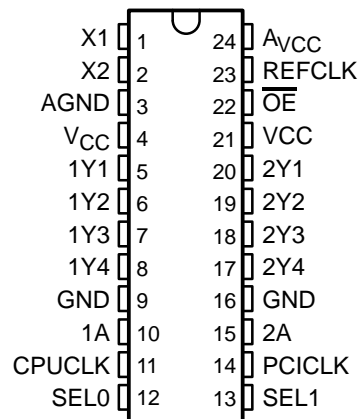 X1 1 24 AVCC
X2 2 23 REFCLK
AGND 3 22 OE
VCC 4 21 VCC
1Y1 5 20 2Y1
1Y2 6 19 2Y2
1Y3 7 18 2Y3
1Y4 8 17 2Y4
GND 9 16 GND
1A 10 15 2A
CPUCLK 11 14 PCICLK
SEL0 12 13 SEL1